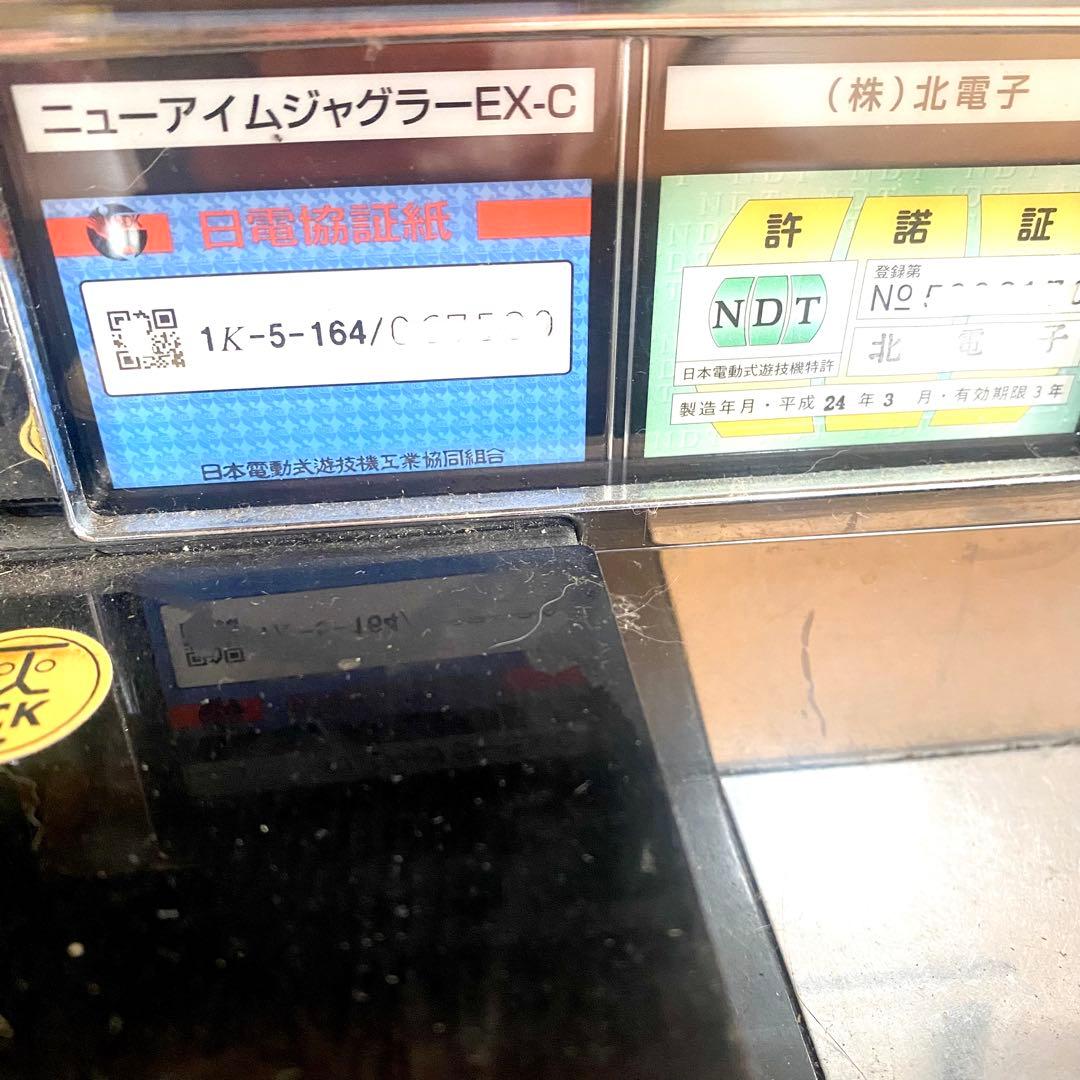 ニューアイムジャグラーEX-C
日電協証紙
1K-5-164/
日本電動式遊技機工業協同組合
(株)北電子
許諾証
NDT
日本電動式遊技機特許
登録第
Nº
北電子
製造年月・平成 24 年 3 月・有効期限3年